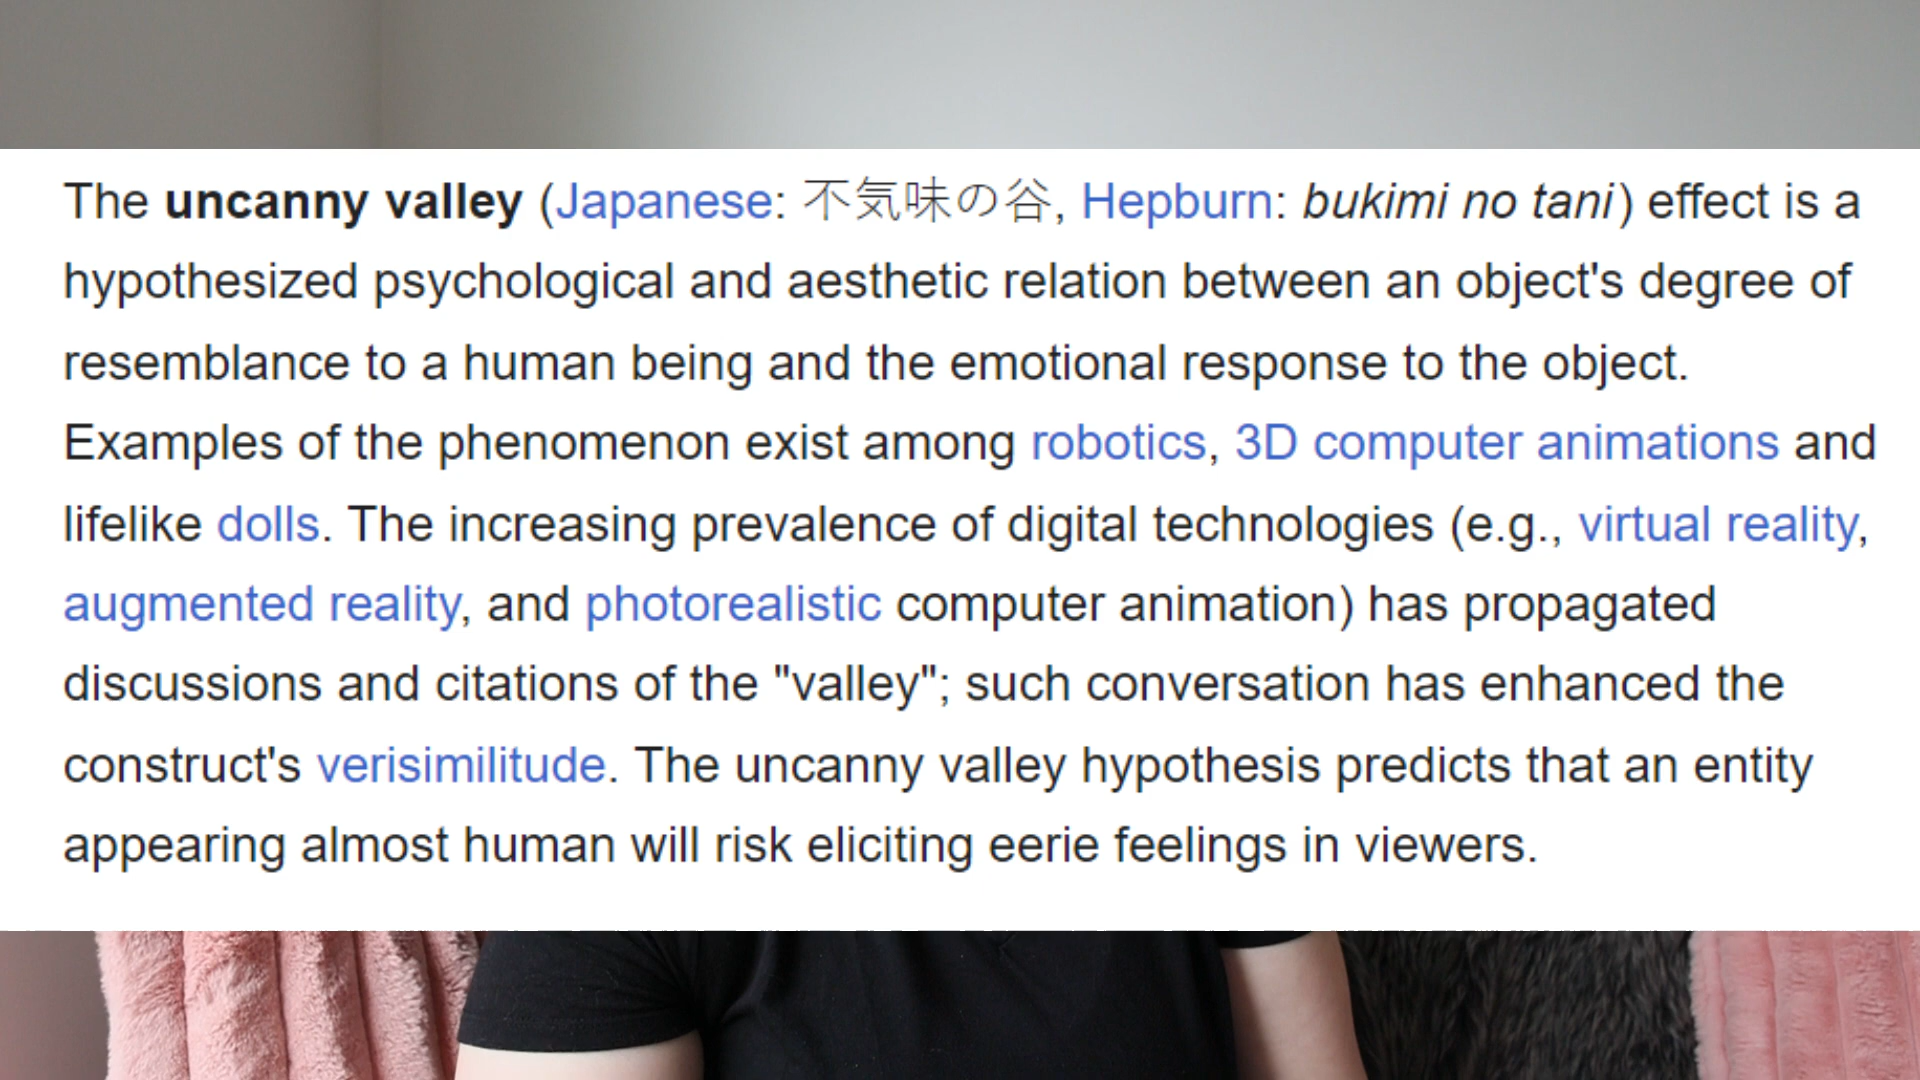 The uncanny valley (Japanese: 不気味の谷, Hepburn: bukimi no tani) effect is a
hypothesized psychological and aesthetic relation between an object's degree of
resemblance to a human being and the emotional response to the object.
Examples of the phenomenon exist among robotics, 3D computer animations and
lifelike dolls. The increasing prevalence of digital technologies (e.g., virtual reality,
augmented reality, and photorealistic computer animation) has propagated
discussions and citations of the "valley"; such conversation has enhanced the
construct's verisimilitude. The uncanny valley hypothesis predicts that an entity
appearing almost human will risk eliciting eerie feelings in viewers.